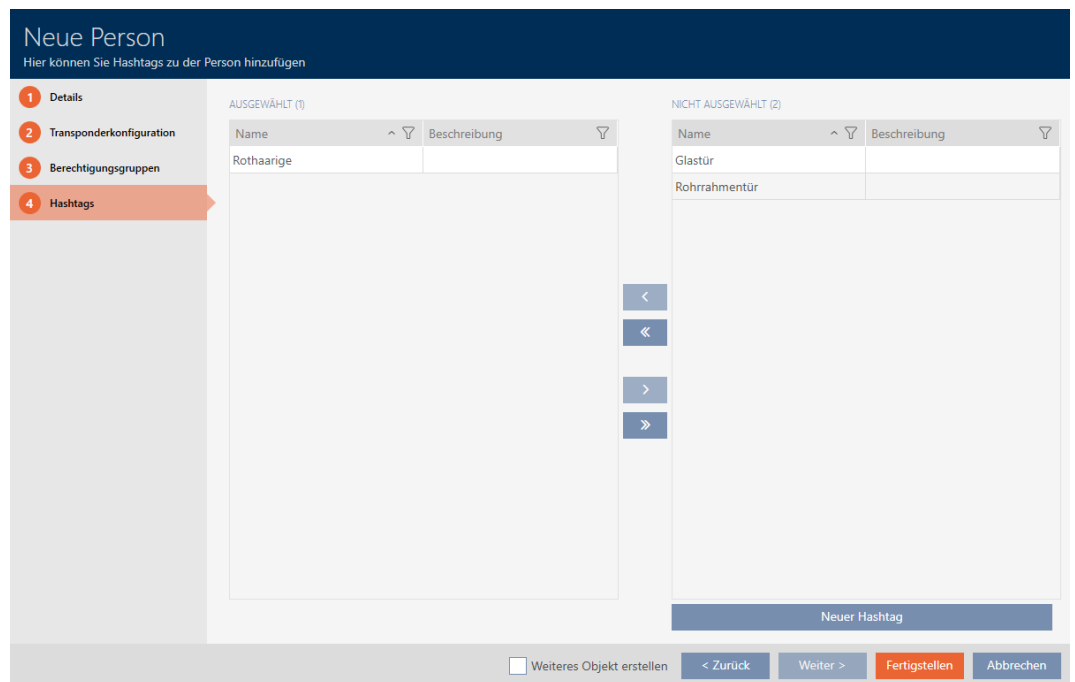 Neue Person
Hier können Sie Hashtags zu der Person hinzufügen
1 Details
2 Transponderkonfiguration
3 Berechtigungsgruppen
4 Hashtags
AUSGEWÄHLT (1)
Name Beschreibung
Rothaarige
NICHT AUSGEWÄHLT (2)
Name Beschreibung
Glastür
Rohrrahmentür
Neuer Hashtag
Weiteres Objekt erstellen < Zurück Weiter > Fertigstellen Abbrechen